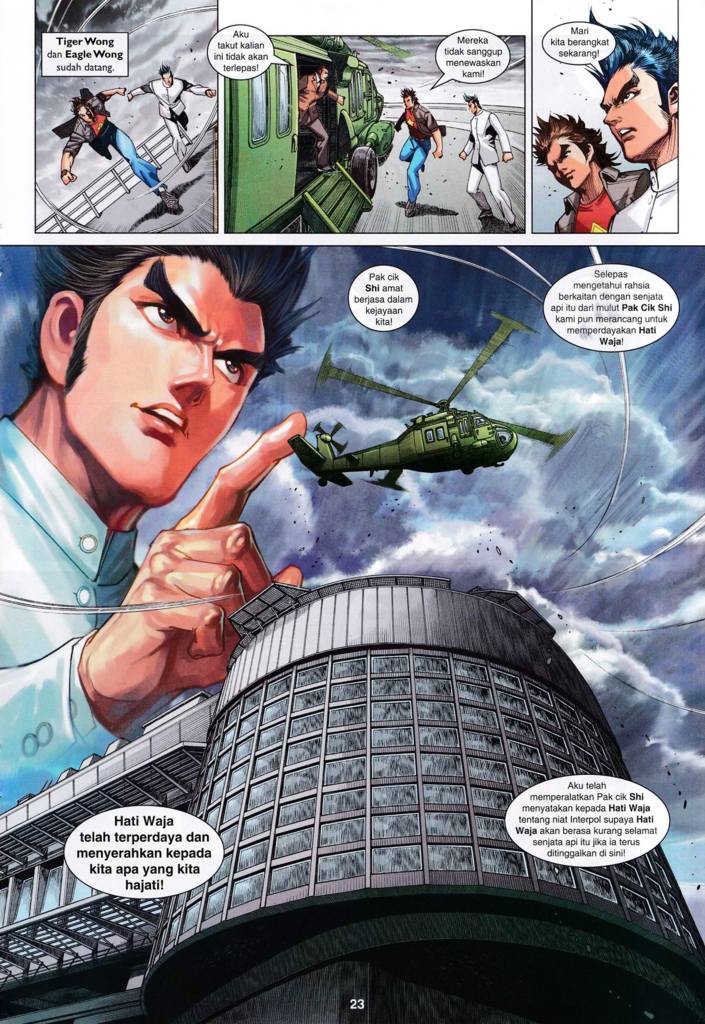 Tiger Wong
dan Eagle Wong
sudah datang.
Aku
takut kalian
ini tidak akan
terlepas!
Mereka
tidak sanggup
menewaskan
kami!
Mari
kita berangkat
sekarang!
Pak cik
Shi amat
berjasa dalam
kejayaan
kita!
Selepas
mengetahui rahsia
berkaitan dengan senjata
api itu dari mulut Pak Cik Shi
kami pun merancang untuk
memperdayakan Hati
Waja!
Hati Waja
telah terperdaya dan
menyerahkan kepada
kita apa yang kita
hajati!
Aku telah
memperalatkan Pak cik Shi
menyatakan kepada Hati Waja
tentang niat Interpol supaya Hati
Waja akan berasa kurang selamat
senjata api itu jika ia terus
ditinggalkan di sini!
23